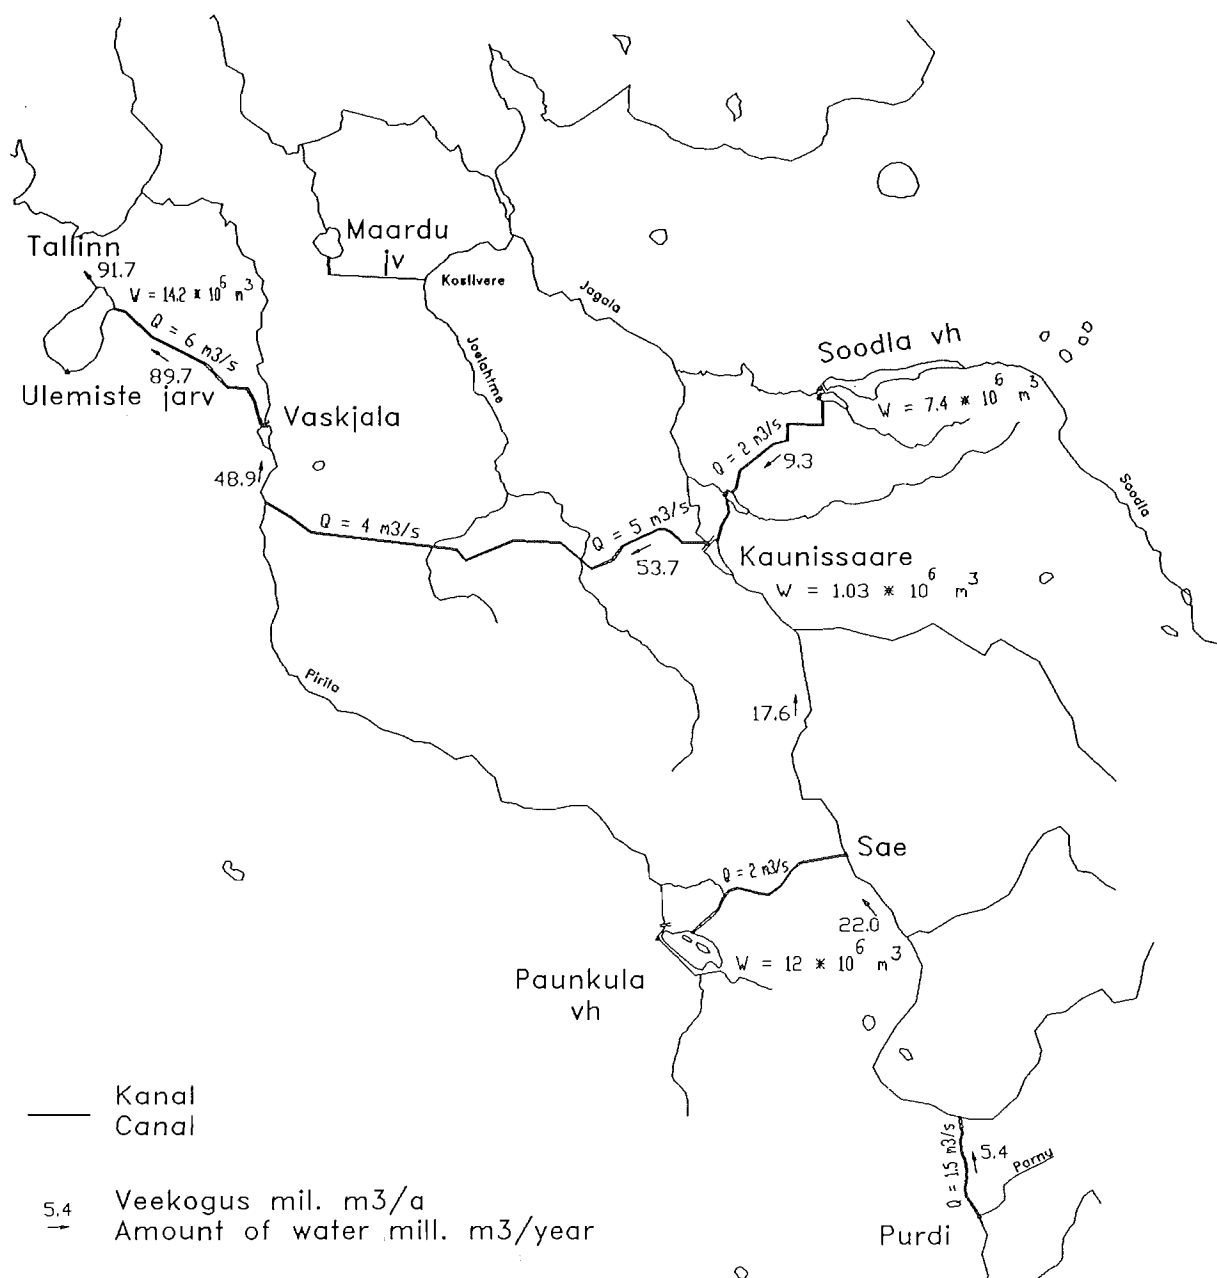 Tallinn
91.7
W = 14.2 * 10^6 m^3
Q = 6 m3/s
89.7
Ulemiste jarv
Maardu
jv
Kostivere
Jagala
Joelahtme
Vaskjala
48.9
Q = 4 m3/s
Soodla vh
W = 7.4 * 10^6 m^3
Q = 2 m3/s
9.3
Soodla
Q = 5 m3/s
53.7
Kaunissaare
W = 1.03 * 10^6 m^3
Pirita
17.6
Sae
Q = 2 m3/s
22.0
W = 12 * 10^6 m^3
Paunkula
vh
Kanal
Canal
Q = 1.5 m3/s
5.4
Parnu
Purdi
5.4
Veekogus mil. m3/a
Amount of water mill. m3/year